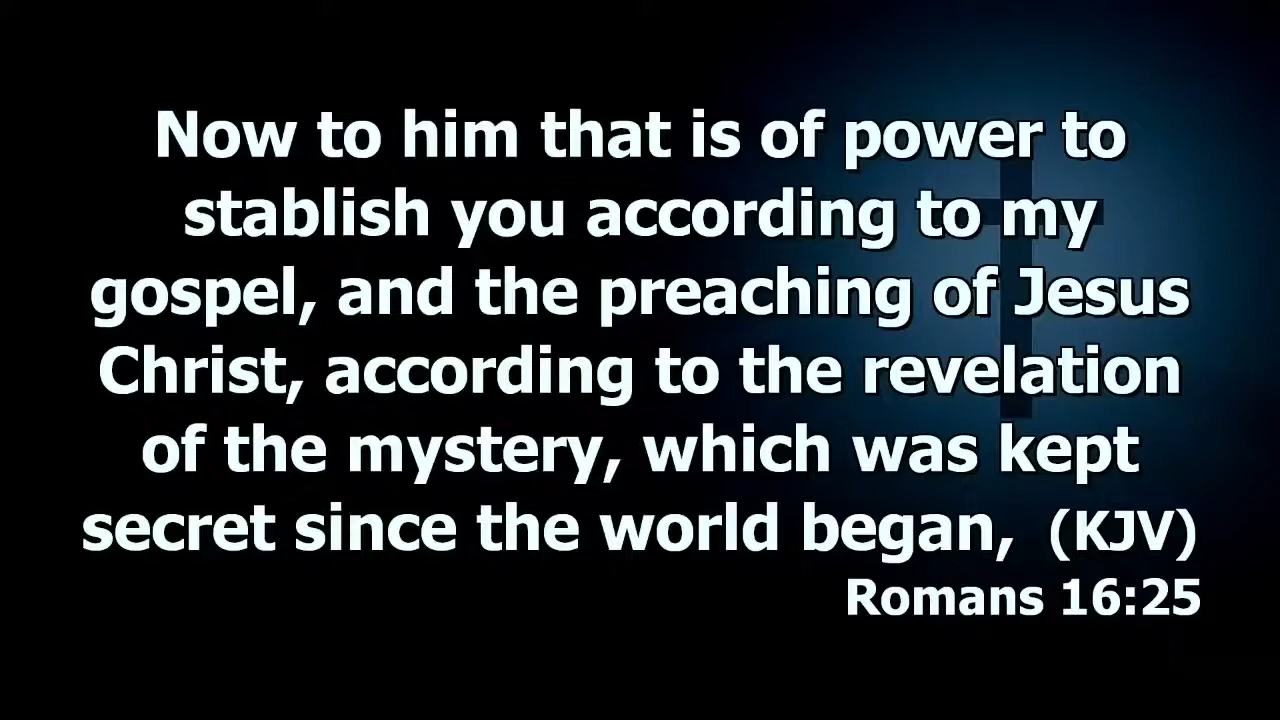 Now to him that is of power to
stablish you according to my
gospel, and the preaching of Jesus
Christ, according to the revelation
of the mystery, which was kept
secret since the world began, (KJV)
Romans 16:25